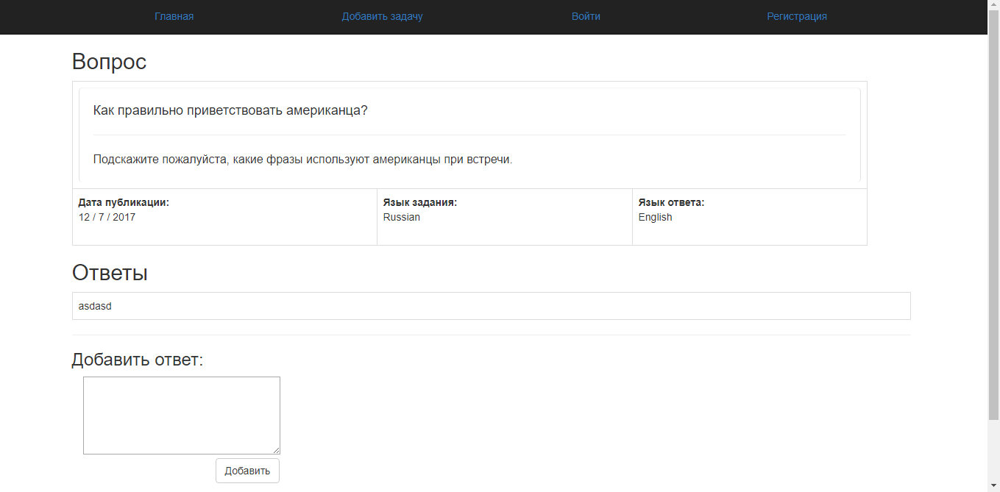 Главная Добавить задачу Войти Регистрация
Вопрос
Как правильно приветствовать американца?
Подскажите пожалуйста, какие фразы используют американцы при встречи.
Дата публикации: Язык задания: Язык ответа:
12 / 7 / 2017 Russian English
Ответы
asdasd
Добавить ответ:
Добавить